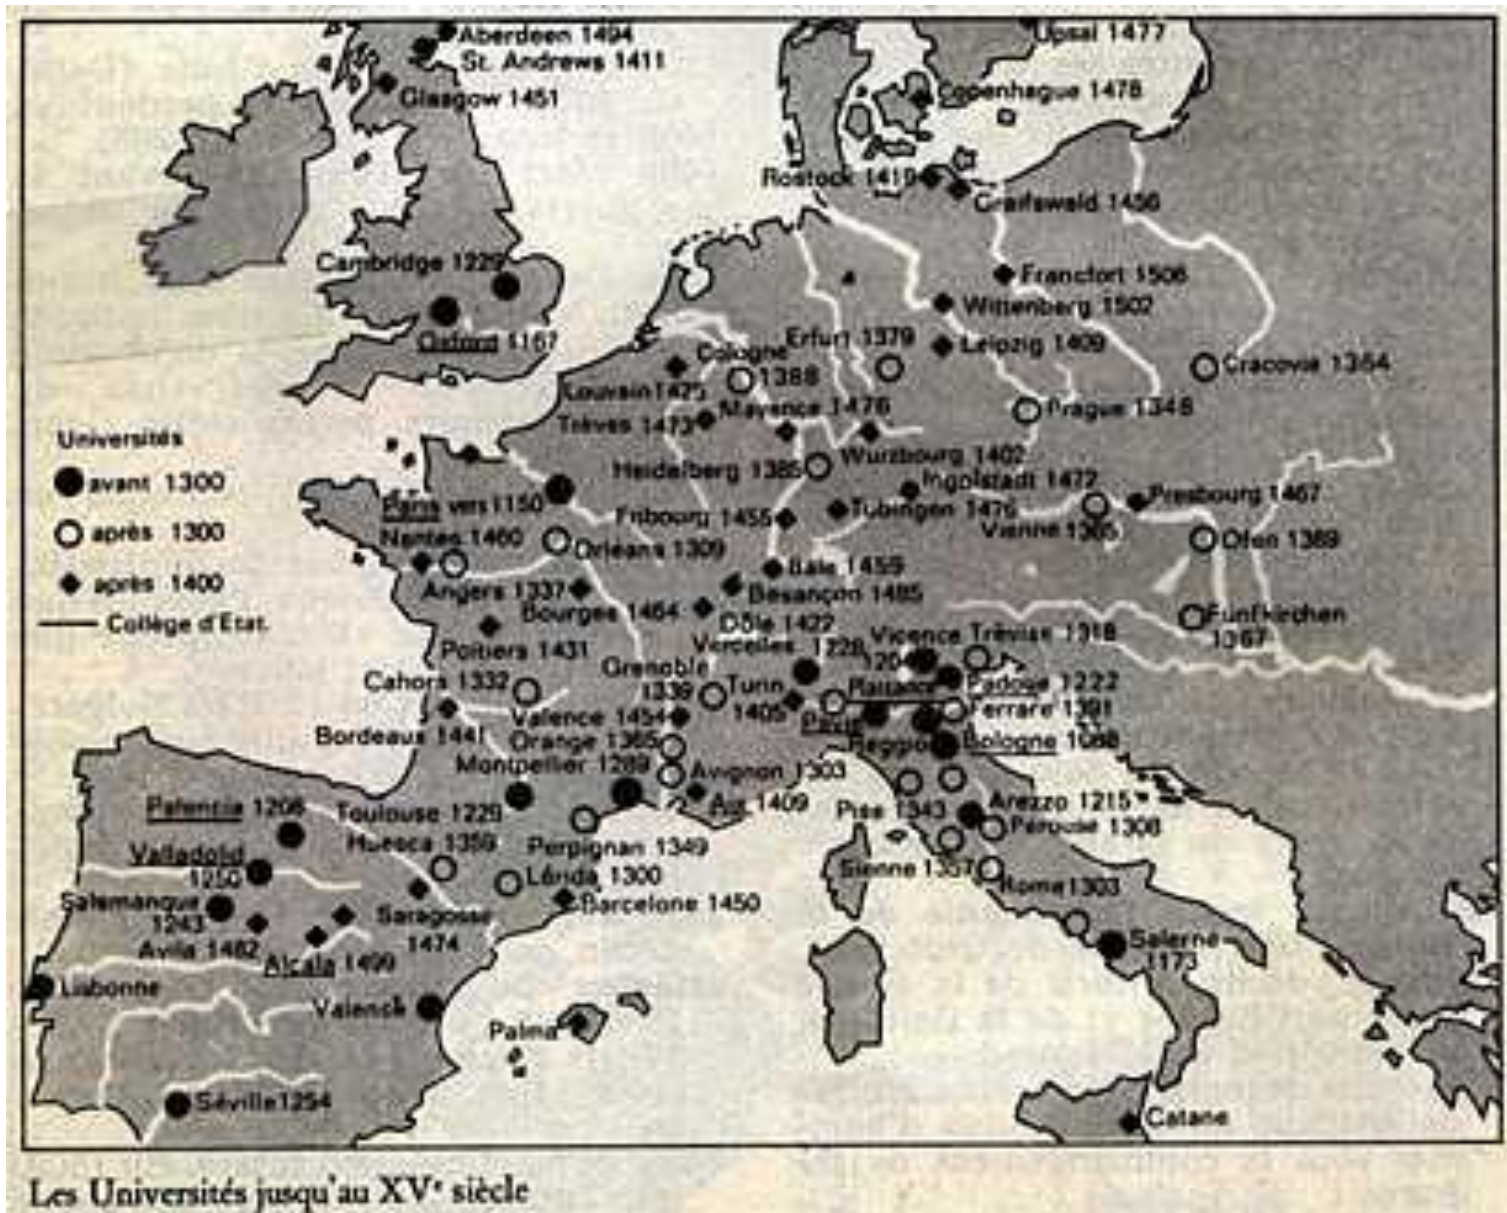 Aberdeen 1494
St. Andrews 1411
Glasgow 1451
Upsal 1477
Copenhague 1478
Rostock 1419
Greifswald 1456
Cambridge 1229
Oxford 1167
Francfort 1506
Wittenberg 1502
Erfurt 1379
Leipzig 1409
Cologne
1388
Cracovie 1364
Louvain 1425
Mayence 1476
Prague 1348
Trèves 1473
Universités
avant 1300
après 1300
après 1400
Collège d'Etat.
Heidelberg 1385
Wurzbourg 1402
Ingolstadt 1472
Presbourg 1467
Paris vers 1150
Fribourg 1455
Tubingen 1476
Vienne 1365
Nantes 1460
Orléans 1309
Ofen 1389
Bâle 1459
Angers 1337
Besançon 1485
Bourges 1464
Dôle 1422
Fünfkirchen
1367
Poitiers 1431
Verceilles 1228
Vicence
1204
Trévise 1318
Grenoble
1339
Cahors 1332
Turin
1405
Plaisance
Padoue 1222
Valence 1454
Pavie
Ferrare 1391
Bordeaux 1441
Orange 1365
Reggio
Bologne 1088
Montpellier 1289
Avignon 1303
Palencia 1208
Toulouse 1229
Aix 1409
Pise 1343
Arezzo 1215
Pérouse 1308
Huesca 1359
Perpignan 1349
Valladolid
1250
Lérida 1300
Sienne 1357
Rome 1303
Salamanque
1243
Saragosse
1474
Barcelone 1450
Avila 1482
Alcala 1499
Salerne
1173
Lisbonne
Valence
Palma
Séville 1254
Catane
Les Universités jusqu'au XVe siècle